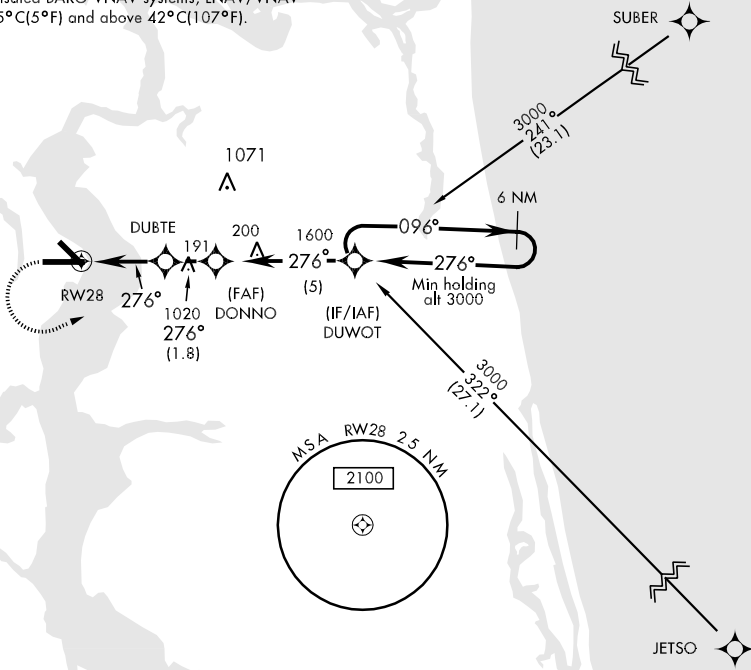 BARO-VNAV systems, LNAV/VNAV
5°C(5°F) and above 42°C(107°F).
SUBER
3000
241°
(23.1)
1071
6 NM
DUBTE
191
200
1600
096°
276°
(5)
276°
Min holding
alt 3000
RW28
276°
1020
276°
(1.8)
(FAF)
DONNO
(IF/IAF)
DUWOT
3000
322°
(27.1)
MSA RW28 25 NM
2100
JETSO